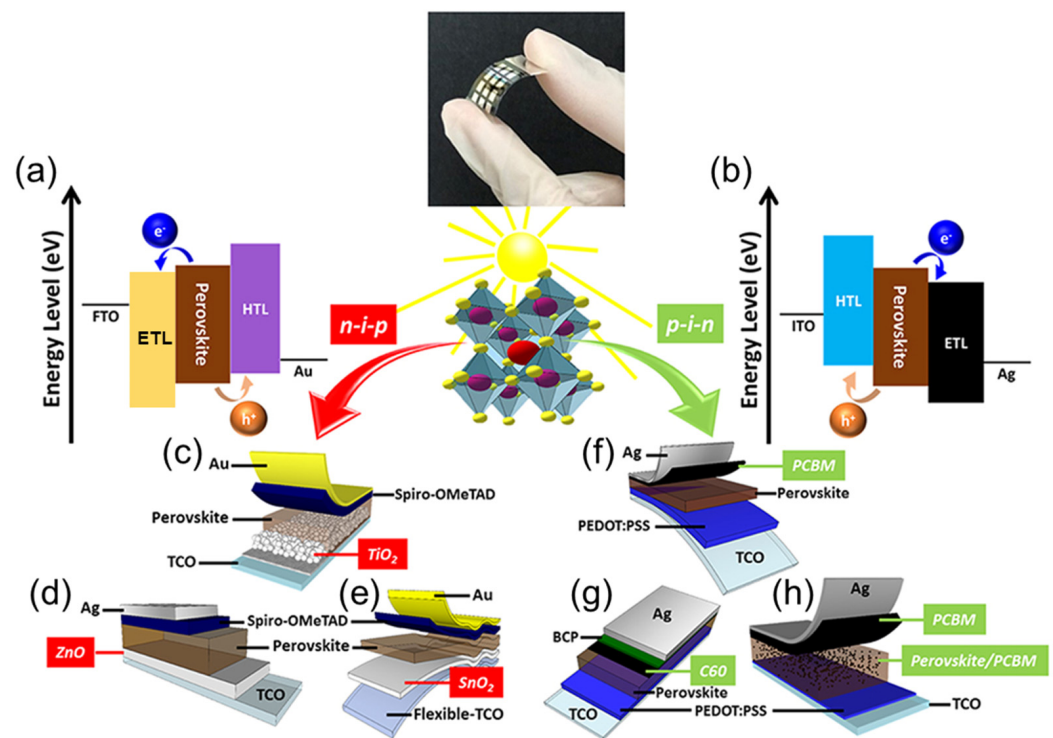 (a)
Energy Level (eV)
e-
FTO
ETL
Perovskite
HTL
Au
h+
n-i-p
p-i-n
(b)
Energy Level (eV)
e-
ITO
HTL
Perovskite
ETL
Ag
h+
(c)
Au
Spiro-OMeTAD
Perovskite
TiO2
TCO
(f)
Ag
PCBM
Perovskite
PEDOT:PSS
TCO
(d)
Ag
Spiro-OMeTAD
Perovskite
ZnO
TCO
(e)
Au
SnO2
Flexible-TCO
(g)
Ag
BCP
C60
Perovskite
PEDOT:PSS
TCO
(h)
Ag
PCBM
Perovskite/PCBM
TCO